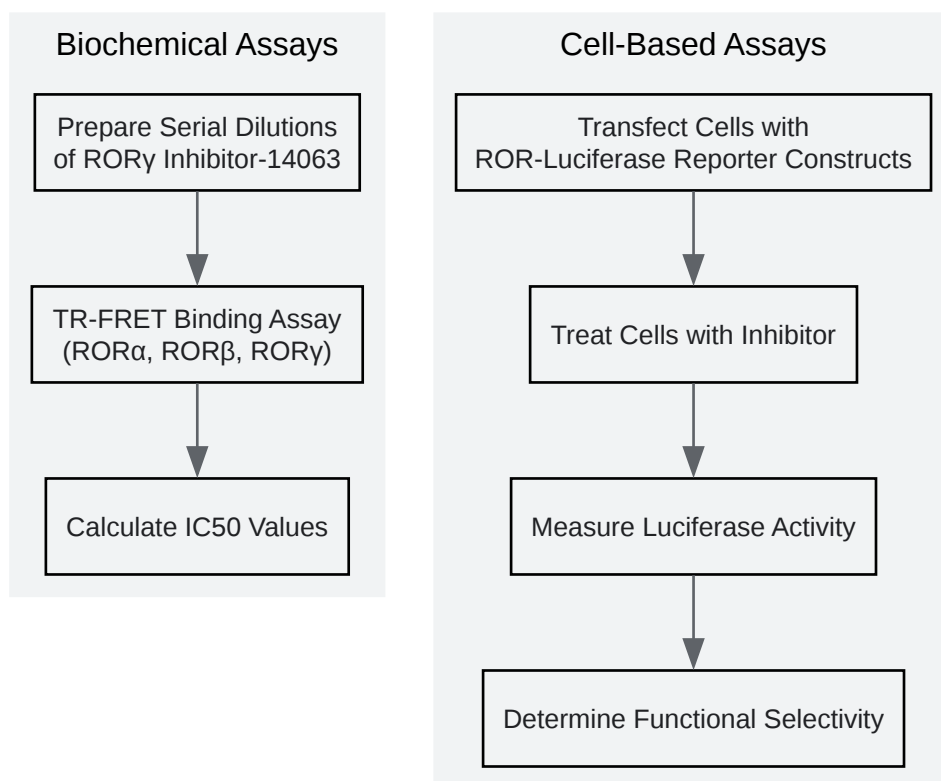 Biochemical Assays
Prepare Serial Dilutions
of RORγ Inhibitor-14063
TR-FRET Binding Assay
(RORα, RORβ, RORγ)
Calculate IC50 Values
Cell-Based Assays
Transfect Cells with
ROR-Luciferase Reporter Constructs
Treat Cells with Inhibitor
Measure Luciferase Activity
Determine Functional Selectivity